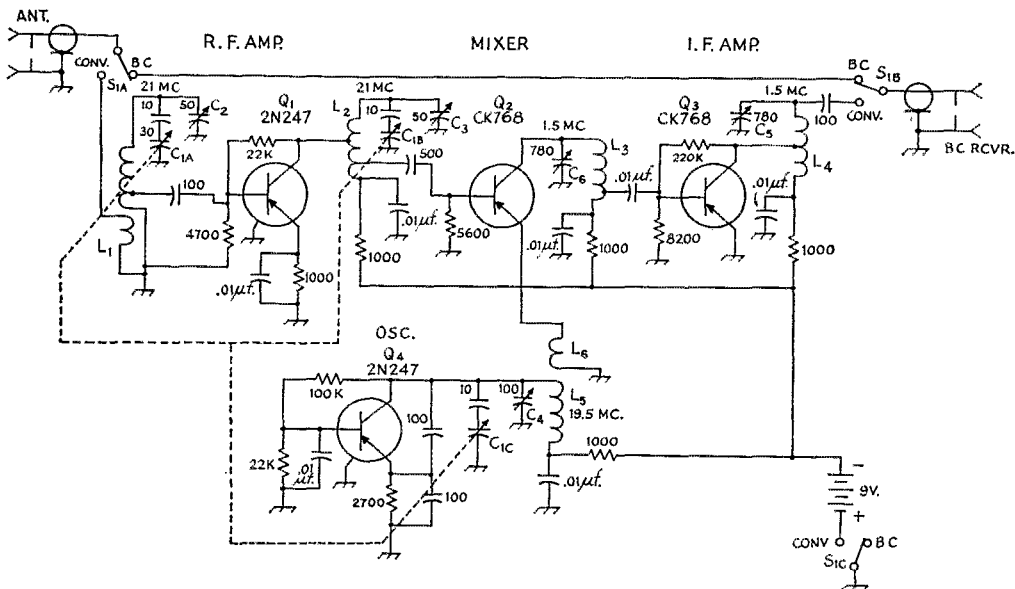 ANT.
R.F. AMP.
MIXER
I.F. AMP.
CONV.
BC
S1A
BC
S1B
CONV.
BC RCVR.
21 MC
10
50
C2
30
C1A
Q1
2N247
22K
100
4700
L1
.01µf.
1000
L2
21 MC
10
50
C3
C1B
500
.01µf.
1000
Q2
CK768
5600
1.5 MC
780
C6
L3
.01µf.
.01µf.
1000
Q3
CK768
220K
8200
1.5 MC
780
C5
100
L4
.01µf.
1000
OSC.
Q4
2N247
100K
22K
.01
µf.
2700
100
100
10
C1C
100
C4
L6
L5
19.5 MC.
1000
.01µf.
-
9V.
+
CONV
BC
S1C